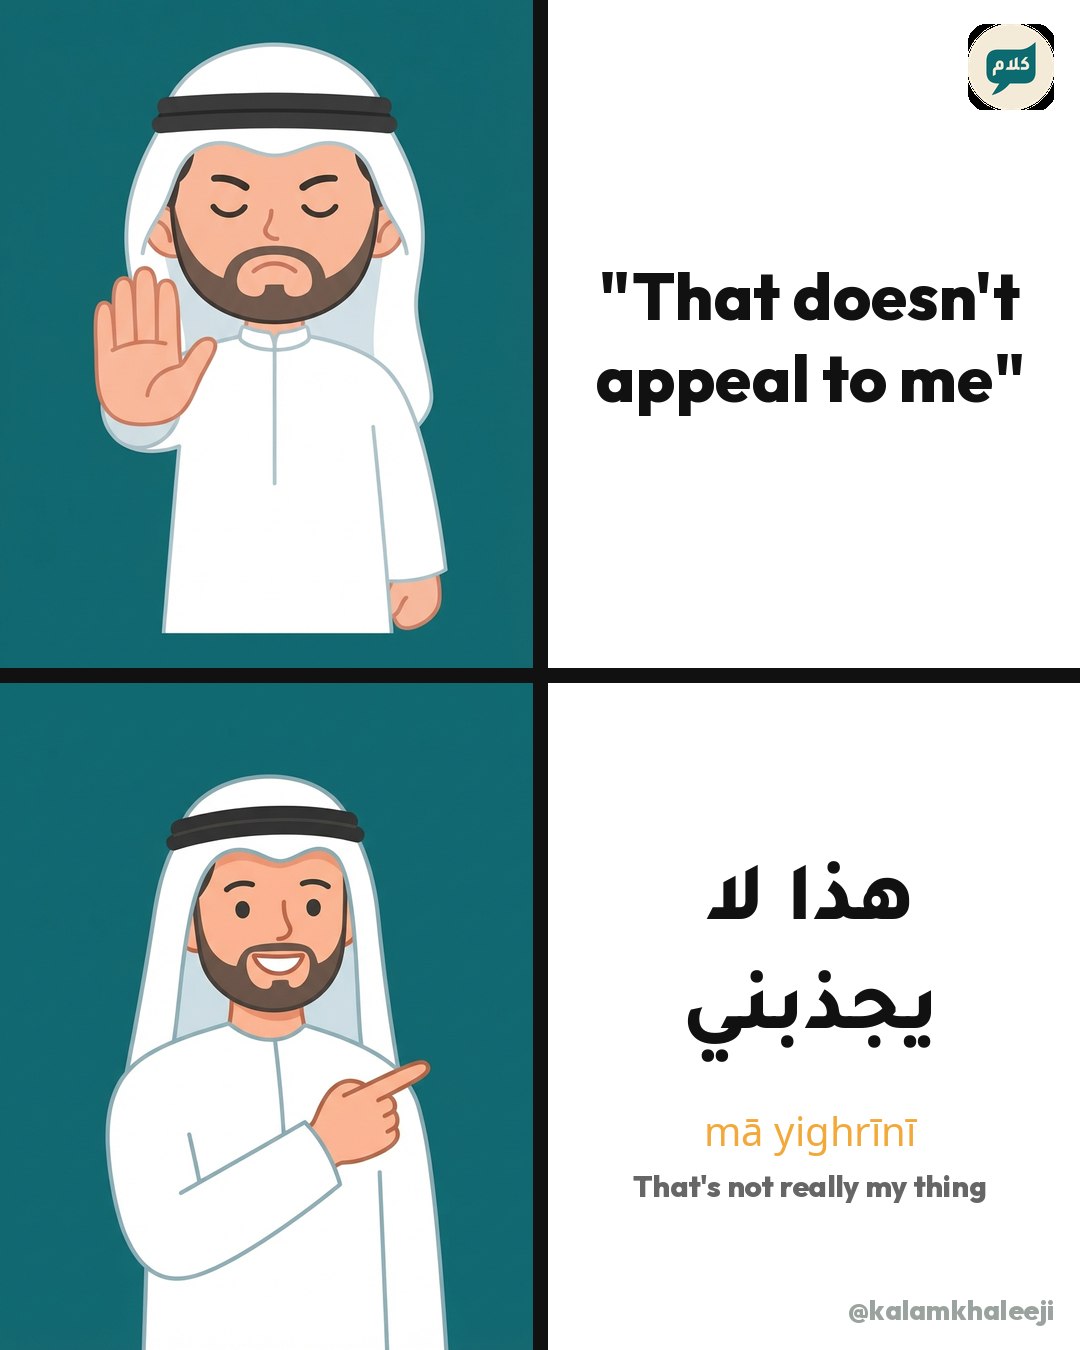 كلام
"That doesn't
appeal to me"
هذا لا
يجذبني
mā yighrīnī
That's not really my thing
@kalamkhaleeji